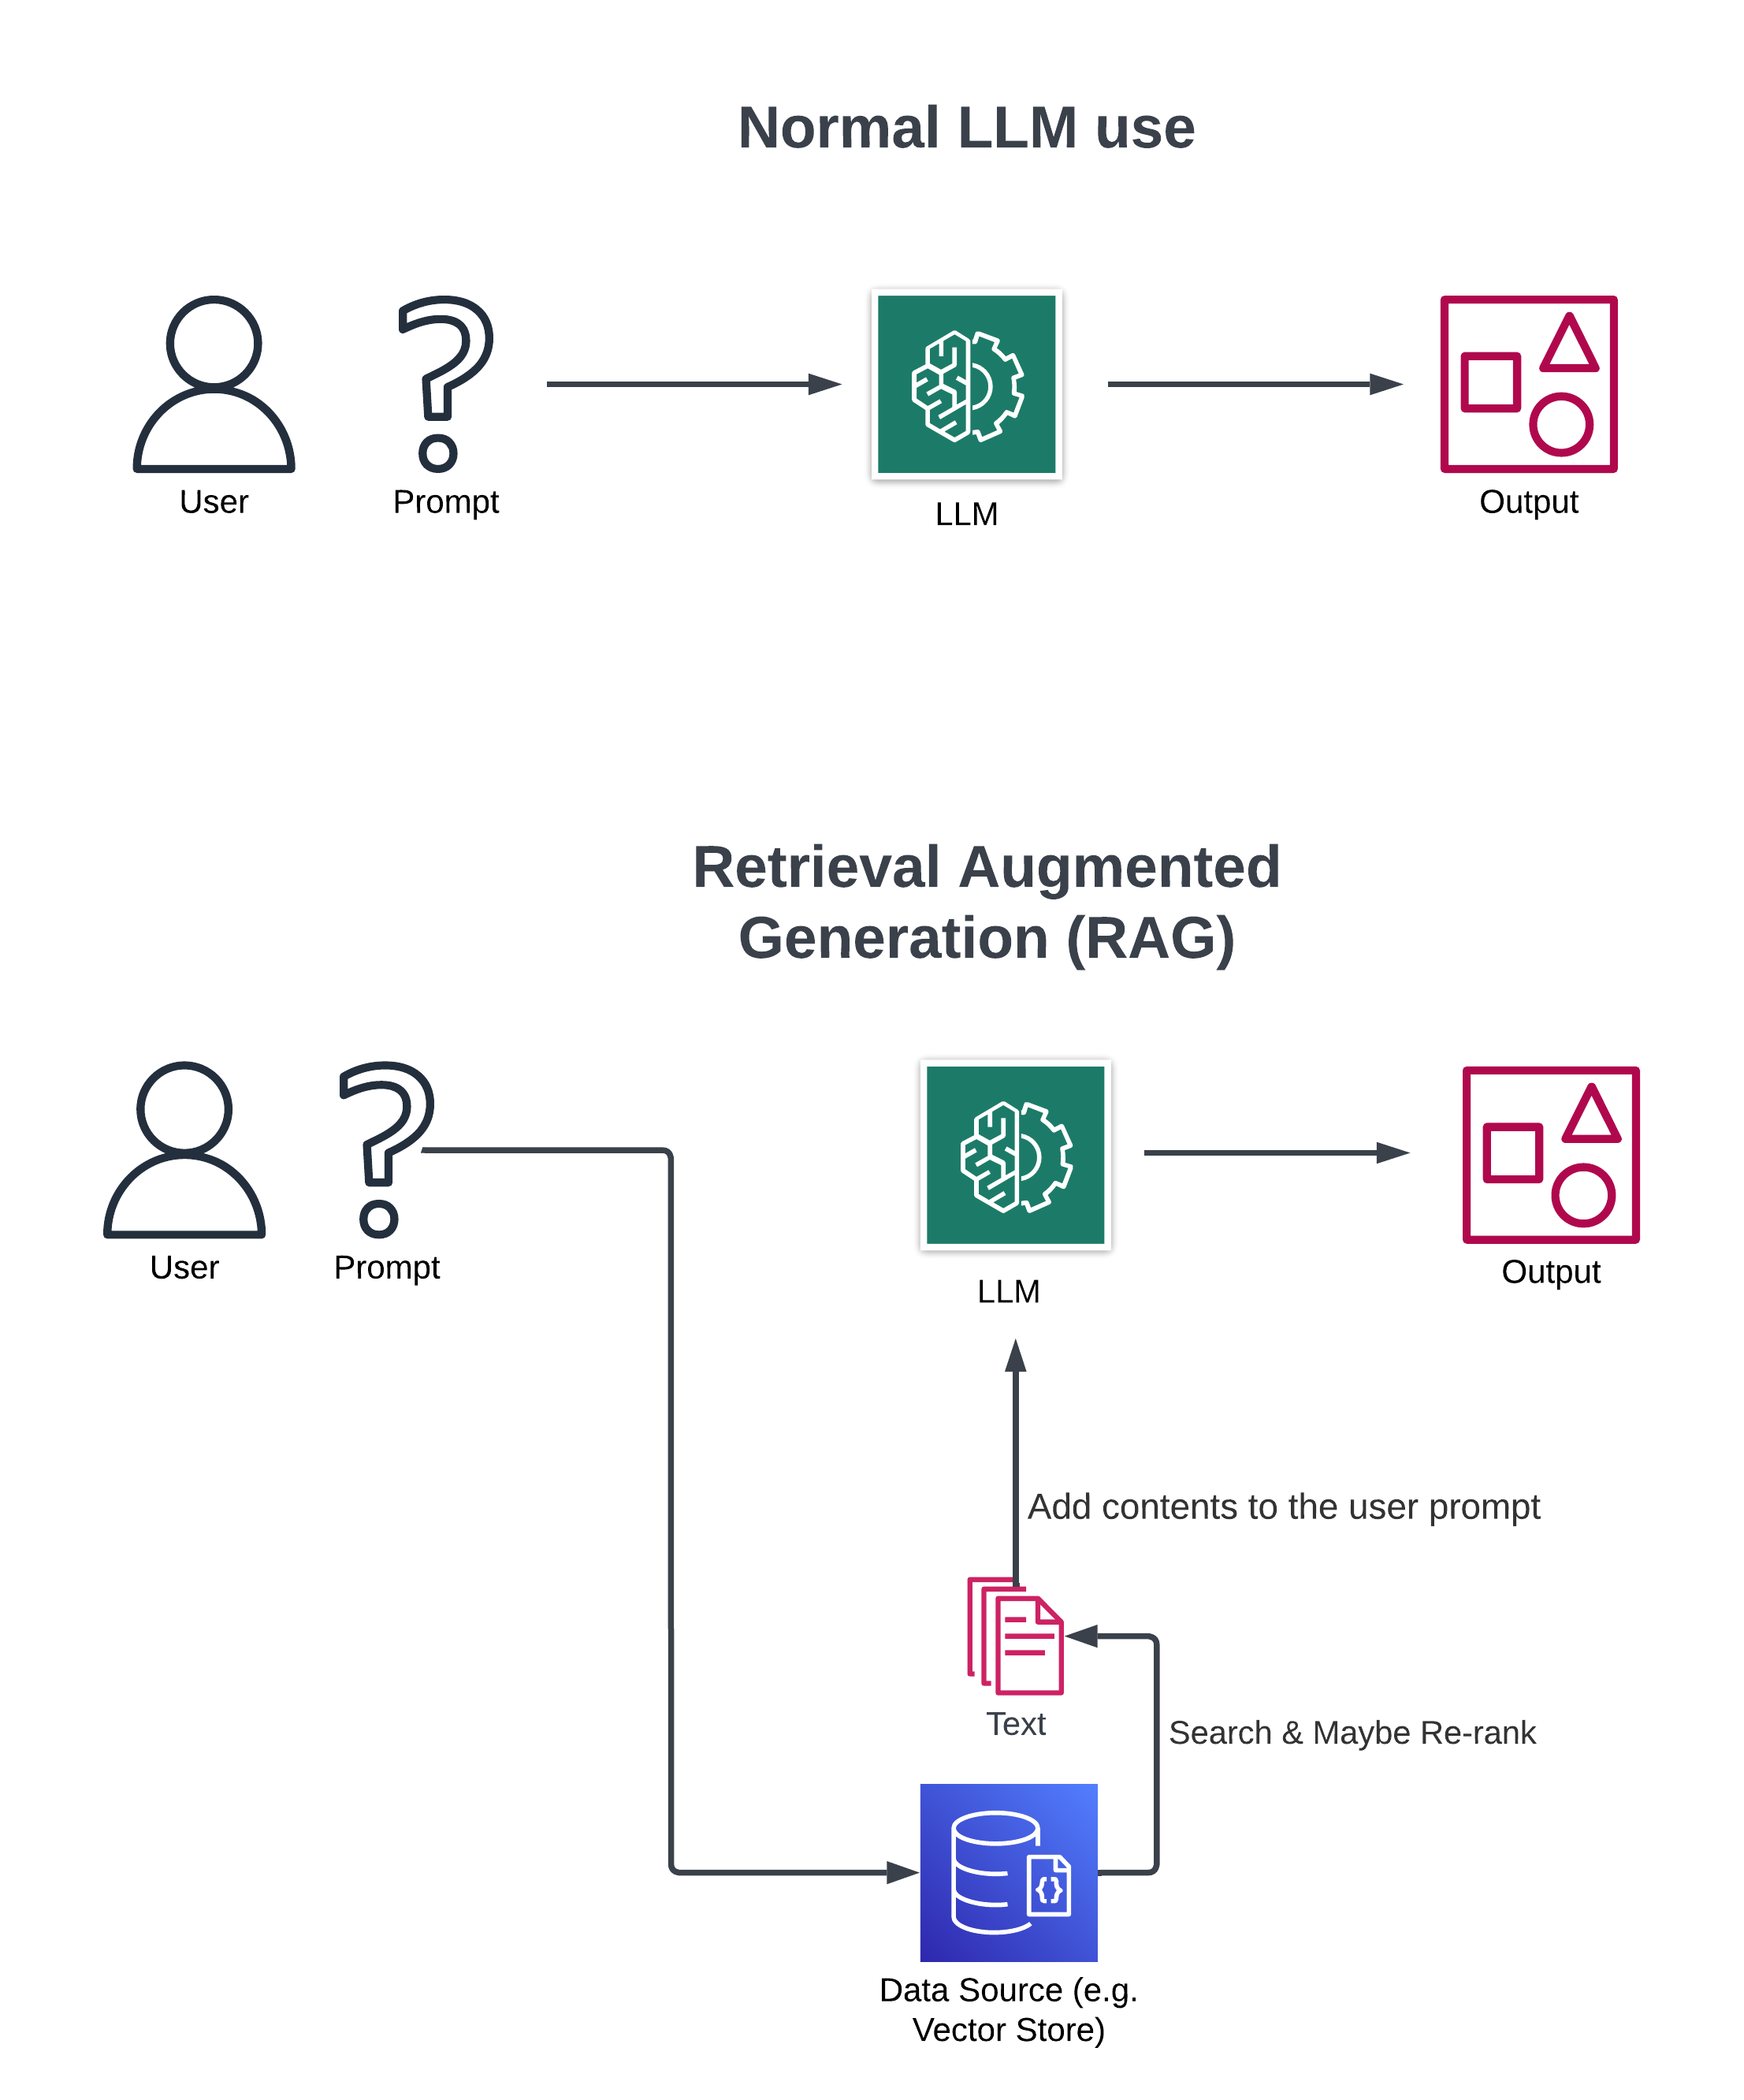 Normal LLM use
User
Prompt
LLM
Output
Retrieval Augmented
Generation (RAG)
User
Prompt
LLM
Output
Add contents to the user prompt
Text
Search & Maybe Re-rank
{}
Data Source (e.g.
Vector Store)